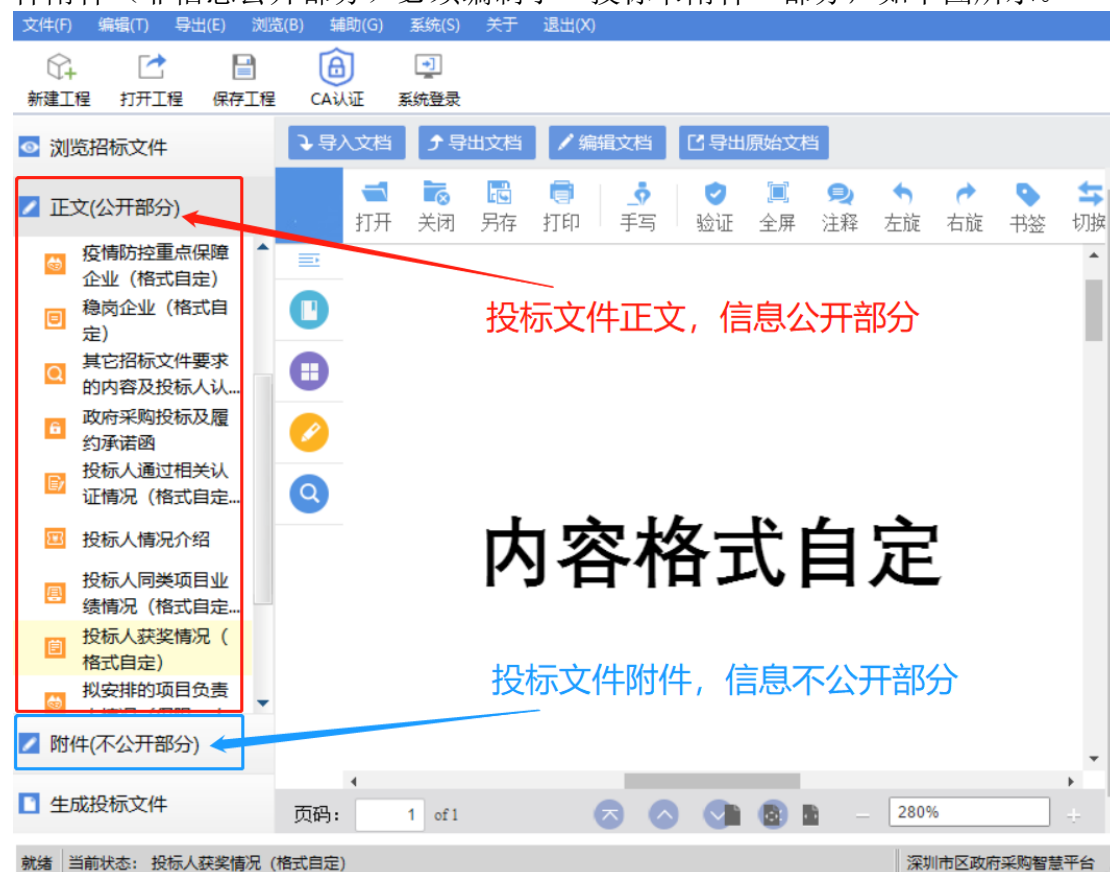 文件(F) 编辑(T) 导出(E) 浏览(B) 辅助(G) 系统(S) 关于 退出(X)
新建工程 打开工程 保存工程 CA认证 系统登录
浏览招标文件
导入文档 导出文档 编辑文档 导出原始文档
正文(公开部分)
打开 关闭 另存 打印 手写 验证 全屏 注释 左旋 右旋 书签 切换
疫情防控重点保障
企业（格式自定）
稳岗企业（格式自
定）
其它招标文件要求
的内容及投标人认...
政府采购投标及履
约承诺函
投标人通过相关认
证情况（格式自定...
投标人情况介绍
投标人同类项目业
绩情况（格式自定...
投标人获奖情况（
格式自定）
拟安排的项目负责
投标文件正文，信息公开部分
内容格式自定
投标文件附件，信息不公开部分
附件(不公开部分)
生成投标文件
页码： 1 of 1 280%
就绪 当前状态： 投标人获奖情况（格式自定） 深圳市区政府采购智慧平台